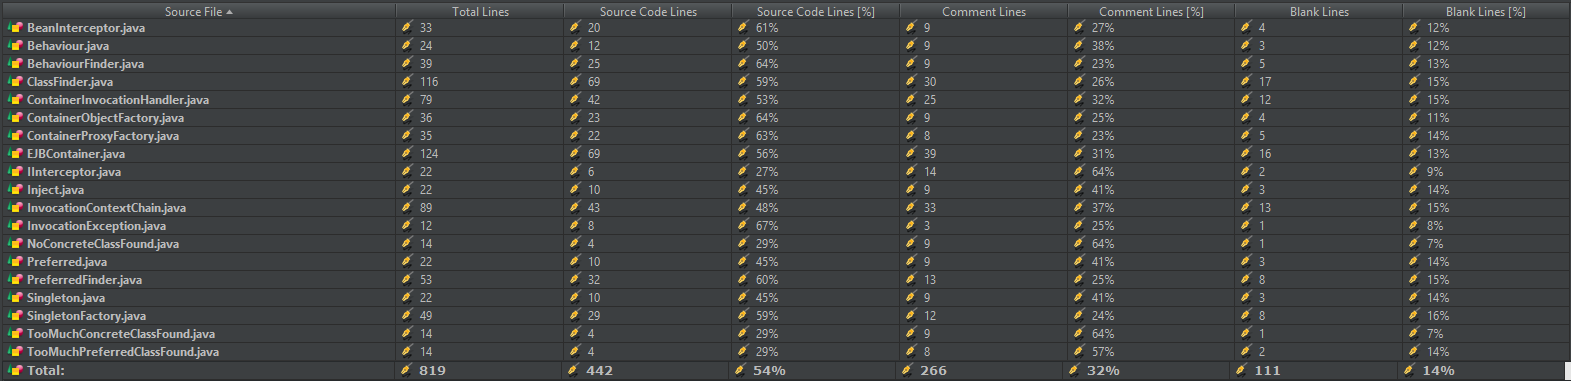 Source File Total Lines Source Code Lines Source Code Lines [%] Comment Lines Comment Lines [%] Blank Lines Blank Lines [%]
BeanInterceptor.java 33 20 61% 9 27% 4 12%
Behaviour.java 24 12 50% 9 38% 3 12%
BehaviourFinder.java 39 25 64% 9 23% 5 13%
ClassFinder.java 116 69 59% 30 26% 17 15%
ContainerInvocationHandler.java 79 42 53% 25 32% 12 15%
ContainerObjectFactory.java 36 23 64% 9 25% 4 11%
ContainerProxyFactory.java 35 22 63% 8 23% 5 14%
EJBContainer.java 124 69 56% 39 31% 16 13%
IInterceptor.java 22 6 27% 14 64% 2 9%
Inject.java 22 10 45% 9 41% 3 14%
InvocationContextChain.java 89 43 48% 33 37% 13 15%
InvocationException.java 12 8 67% 3 25% 1 8%
NoConcreteClassFound.java 14 4 29% 9 64% 1 7%
Preferred.java 22 10 45% 9 41% 3 14%
PreferredFinder.java 53 32 60% 13 25% 8 15%
Singleton.java 22 10 45% 9 41% 3 14%
SingletonFactory.java 49 29 59% 12 24% 8 16%
TooMuchConcreteClassFound.java 14 4 29% 9 64% 1 7%
TooMuchPreferredClassFound.java 14 4 29% 8 57% 2 14%
Total: 819 442 54% 266 32% 111 14%